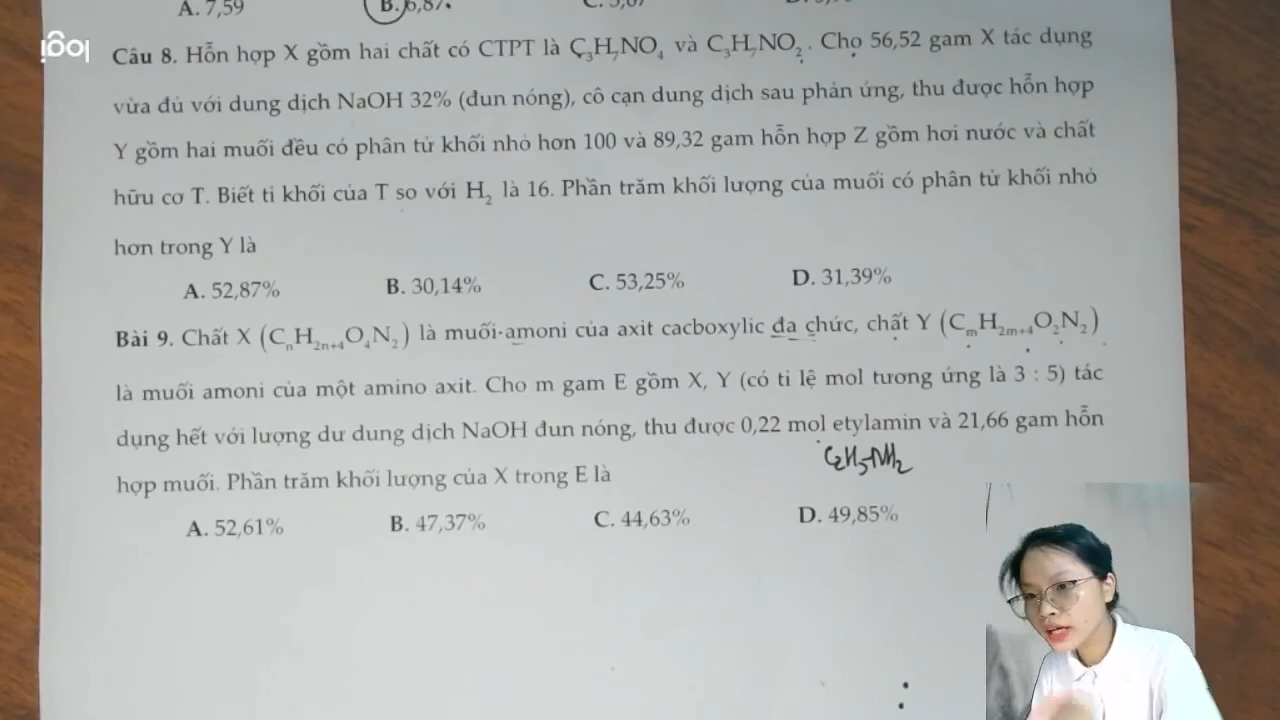 A. 7,59 B. 6,87.
logi
Câu 8. Hỗn hợp X gồm hai chất có CTPT là C₃H₇NO₄ và C₃H₇NO₂. Cho 56,52 gam X tác dụng
vừa đủ với dung dịch NaOH 32% (đun nóng), cô cạn dung dịch sau phản ứng, thu được hỗn hợp
Y gồm hai muối đều có phân tử khối nhỏ hơn 100 và 89,32 gam hỗn hợp Z gồm hơi nước và chất
hữu cơ T. Biết tỉ khối của T so với H₂ là 16. Phần trăm khối lượng của muối có phân tử khối nhỏ
hơn trong Y là
A. 52,87% B. 30,14% C. 53,25% D. 31,39%
Bài 9. Chất X (CₙH₂ₙ₊₄O₄N₂) là muối amoni của axit cacboxylic đa chức, chất Y (CₘH₂ₘ₊₄O₂N₂)
là muối amoni của một amino axit. Cho m gam E gồm X, Y (có tỉ lệ mol tương ứng là 3 : 5) tác
dụng hết với lượng dư dung dịch NaOH đun nóng, thu được 0,22 mol etylamin và 21,66 gam hỗn
C₂H₅-NH₂
hợp muối. Phần trăm khối lượng của X trong E là
A. 52,61% B. 47,37% C. 44,63% D. 49,85%